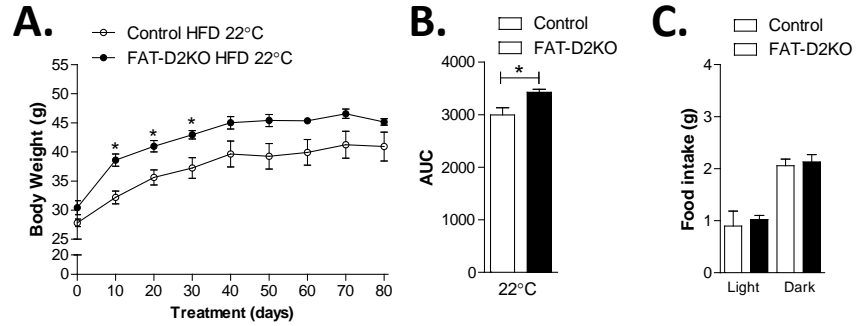 A.
Control HFD 22°C
FAT-D2KO HFD 22°C
Body Weight (g)
55
50
45
40
35
30
25
20
0
* * *
0 10 20 30 40 50 60 70 80
Treatment (days)
B.
Control
FAT-D2KO
AUC
4000
3000
2000
1000
0
*
22°C
C.
Control
FAT-D2KO
Food intake (g)
4
3
2
1
0
Light Dark